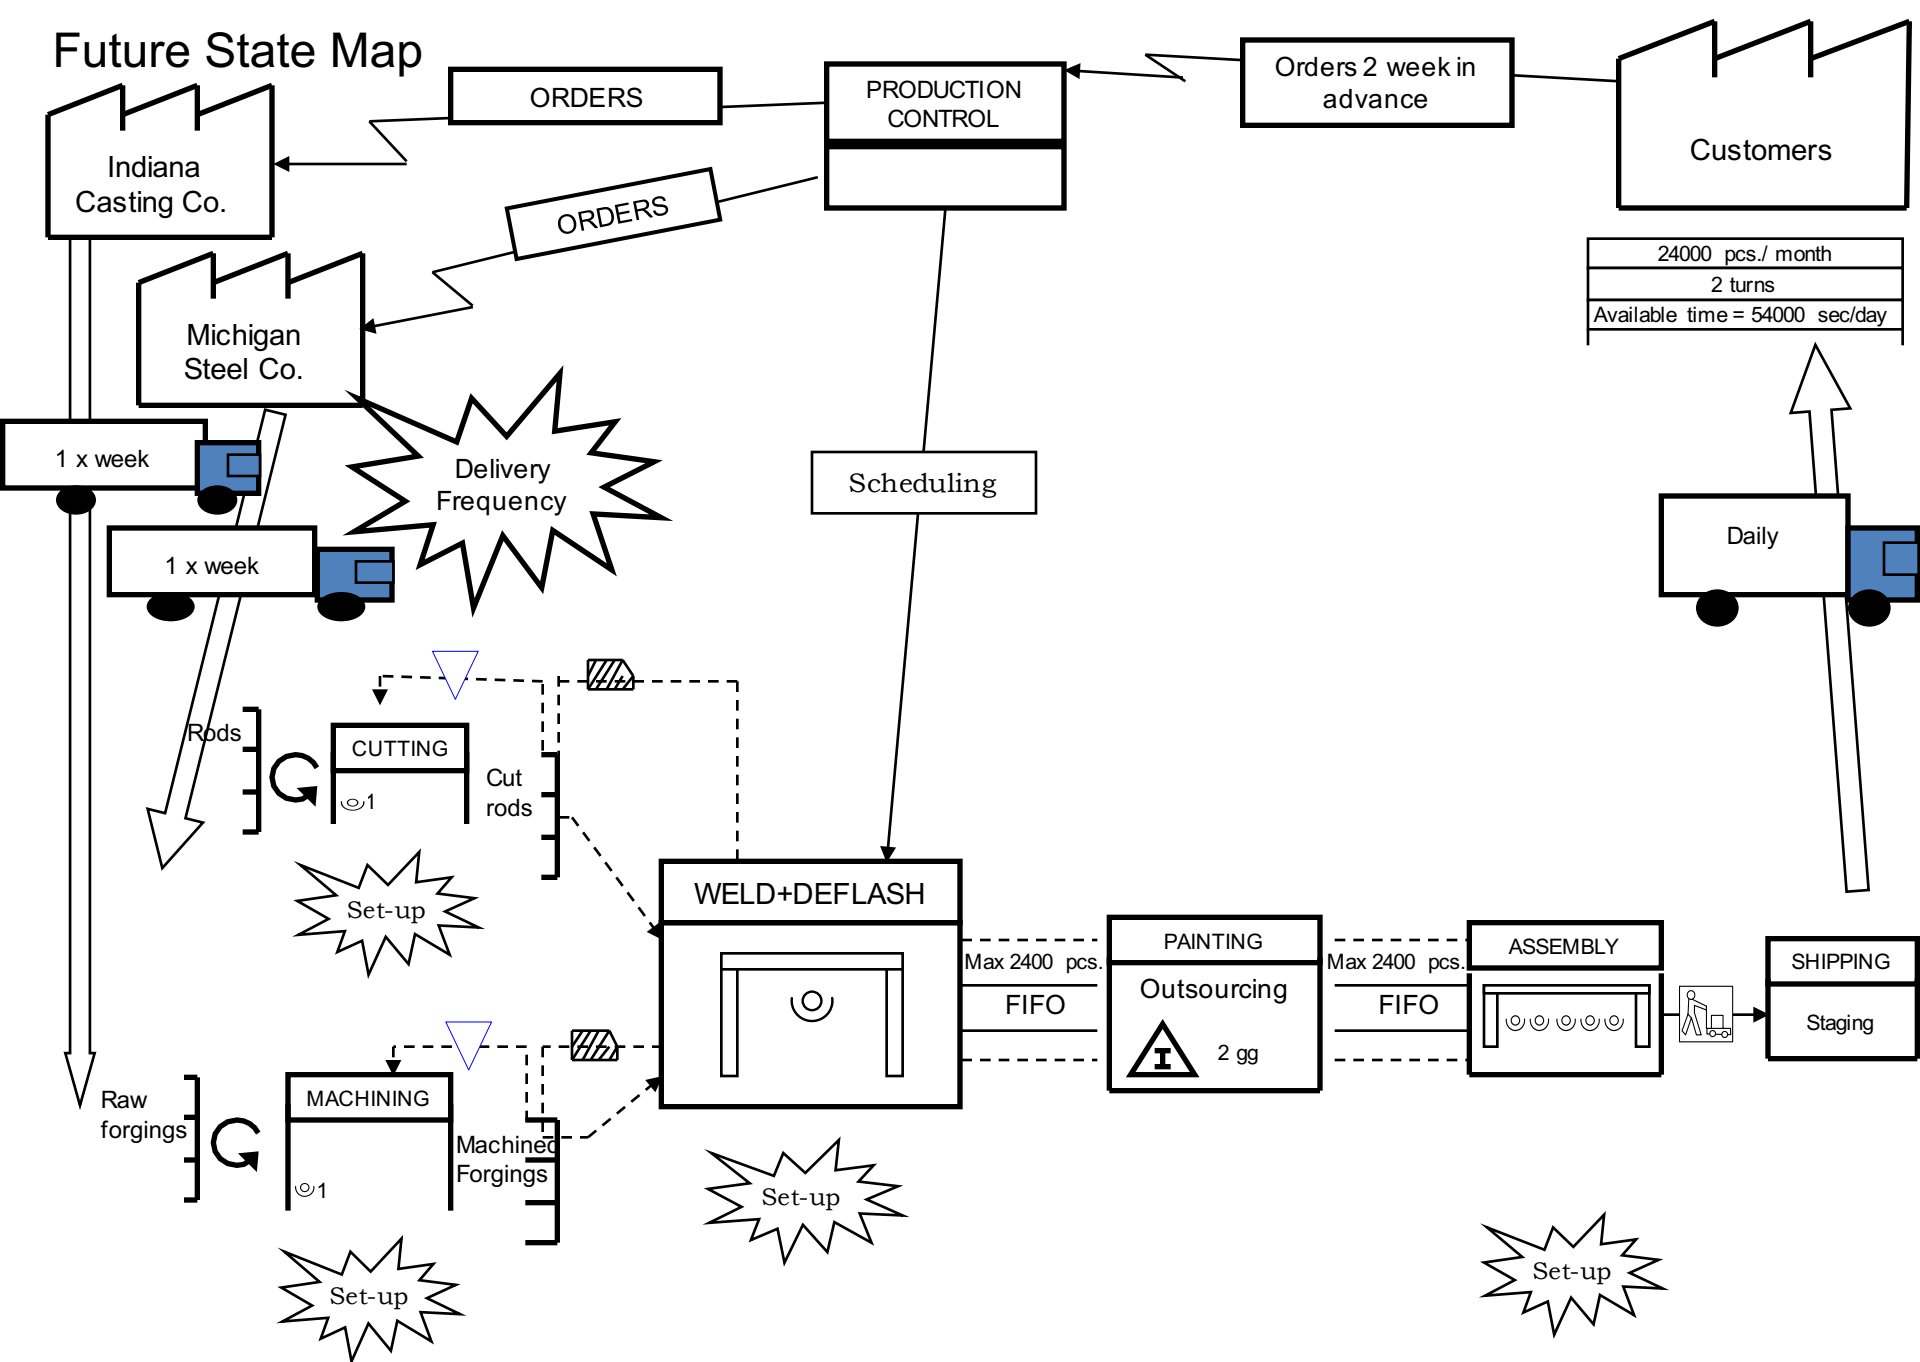 Future State Map
ORDERS
PRODUCTION
CONTROL
Orders 2 week in
advance
Indiana
Casting Co.
Customers
ORDERS
24000 pcs./ month
2 turns
Available time = 54000 sec/day
Michigan
Steel Co.
1 x week
Delivery
Frequency
Scheduling
Daily
1 x week
Rods
CUTTING
1
Cut
rods
Set-up
WELD+DEFLASH
Max 2400 pcs.
FIFO
PAINTING
Outsourcing
I
2 gg
Max 2400 pcs.
FIFO
ASSEMBLY
SHIPPING
Staging
Raw
forgings
MACHINING
1
Machined
Forgings
Set-up
Set-up
Set-up